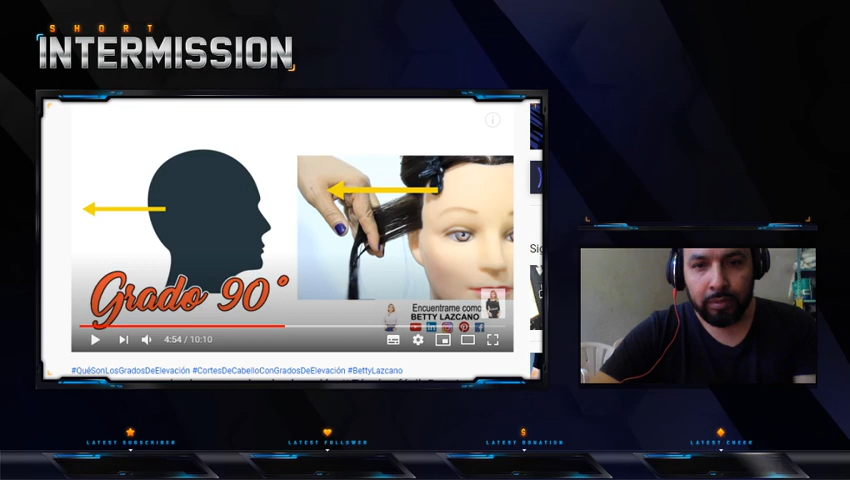 SHORT
INTERMISSION
Grado 90°
Encuentrame como
BETTY LAZCANO
4:54 / 10:10
Sig
#QuéSonLosGradosDeElevación #CortesDeCabelloConGradosDeElevación #BettyLazcano
LATEST SUBSCRIBER
LATEST FOLLOWER
LATEST DONATION
LATEST CHEER